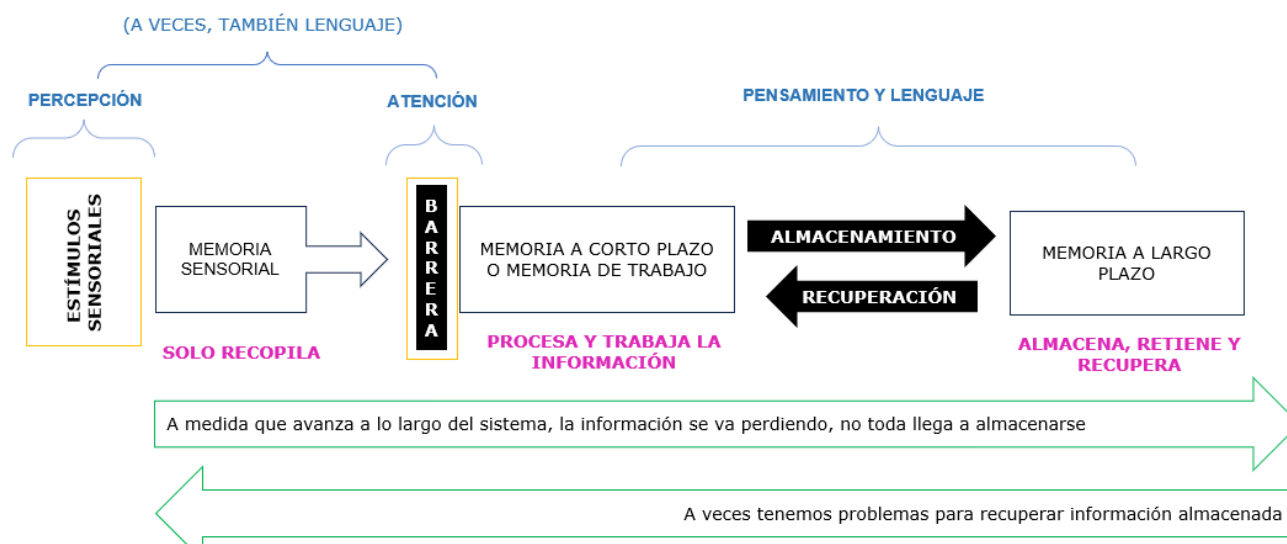 (A VECES, TAMBIÉN LENGUAJE)
PERCEPCIÓN
ATENCIÓN
PENSAMIENTO Y LENGUAJE
ESTÍMULOS
SENSORIALES
MEMORIA
SENSORIAL
BARRERA
MEMORIA A CORTO PLAZO
O MEMORIA DE TRABAJO
ALMACENAMIENTO
RECUPERACIÓN
MEMORIA A LARGO
PLAZO
SOLO RECOPILA
PROCESA Y TRABAJA LA
INFORMACIÓN
ALMACENA, RETIENE Y
RECUPERA
A medida que avanza a lo largo del sistema, la información se va perdiendo, no toda llega a almacenarse
A veces tenemos problemas para recuperar información almacenada